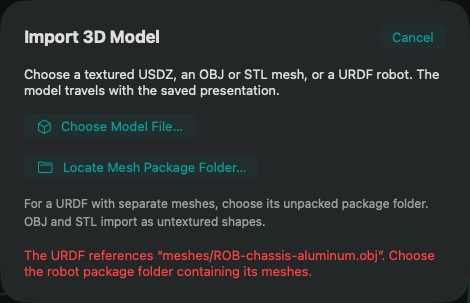 Import 3D Model
Cancel
Choose a textured USDZ, an OBJ or STL mesh, or a URDF robot. The
model travels with the saved presentation.
Choose Model File...
Locate Mesh Package Folder...
For a URDF with separate meshes, choose its unpacked package folder.
OBJ and STL import as untextured shapes.
The URDF references “meshes/ROB-chassis-aluminum.obj”. Choose
the robot package folder containing its meshes.